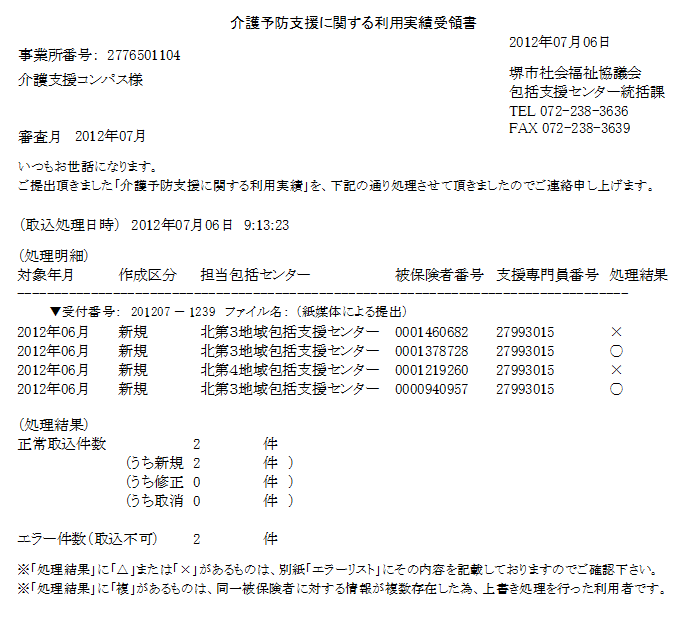 介護予防支援に関する利用実績受領書
2012年07月06日
事業所番号： 2776501104
介護支援コンパス様
堺市社会福祉協議会
包括支援センター統括課
TEL 072-238-3636
FAX 072-238-3639
審査月 2012年07月
いつもお世話になります。
ご提出頂きました「介護予防支援に関する利用実績」を、下記の通り処理させて頂きましたのでご連絡申し上げます。
（取込処理日時） 2012年07月06日 9:13:23
（処理明細）
対象年月 作成区分 担当包括センター 被保険者番号 支援専門員番号 処理結果
▼受付番号： 201207 － 1239 ファイル名： （紙媒体による提出）
2012年06月 新規 北第３地域包括支援センター 0001460682 27993015 ×
2012年06月 新規 北第３地域包括支援センター 0001378728 27993015 ○
2012年06月 新規 北第４地域包括支援センター 0001219260 27993015 ×
2012年06月 新規 北第３地域包括支援センター 0000940957 27993015 ○
（処理結果）
正常取込件数 2 件
（うち新規 2 件 ）
（うち修正 0 件 ）
（うち取消 0 件 ）
エラー件数（取込不可） 2 件
※「処理結果」に「△」または「×」があるものは、別紙「エラーリスト」にその内容を記載しておりますのでご確認下さい。
※「処理結果」に「複」があるものは、同一被保険者に対する情報が複数存在した為、上書き処理を行った利用者です。